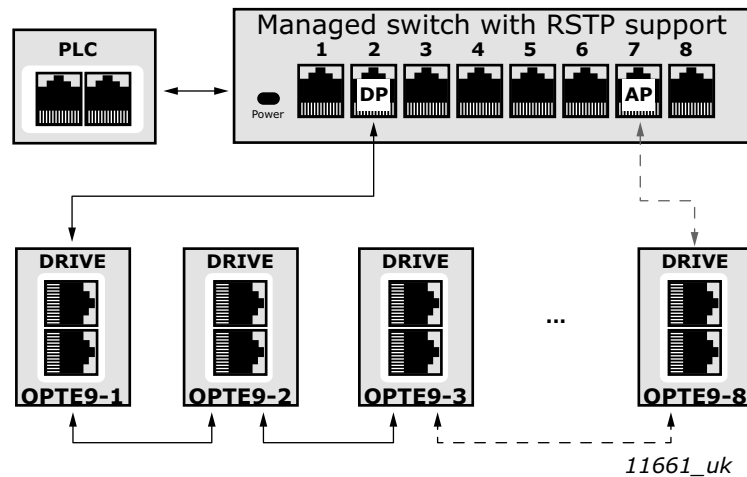 Managed switch with RSTP support
PLC
1 2 3 4 5 6 7 8
DP AP
Power
DRIVE DRIVE DRIVE DRIVE
...
OPTE9-1 OPTE9-2 OPTE9-3 OPTE9-8
11661_uk